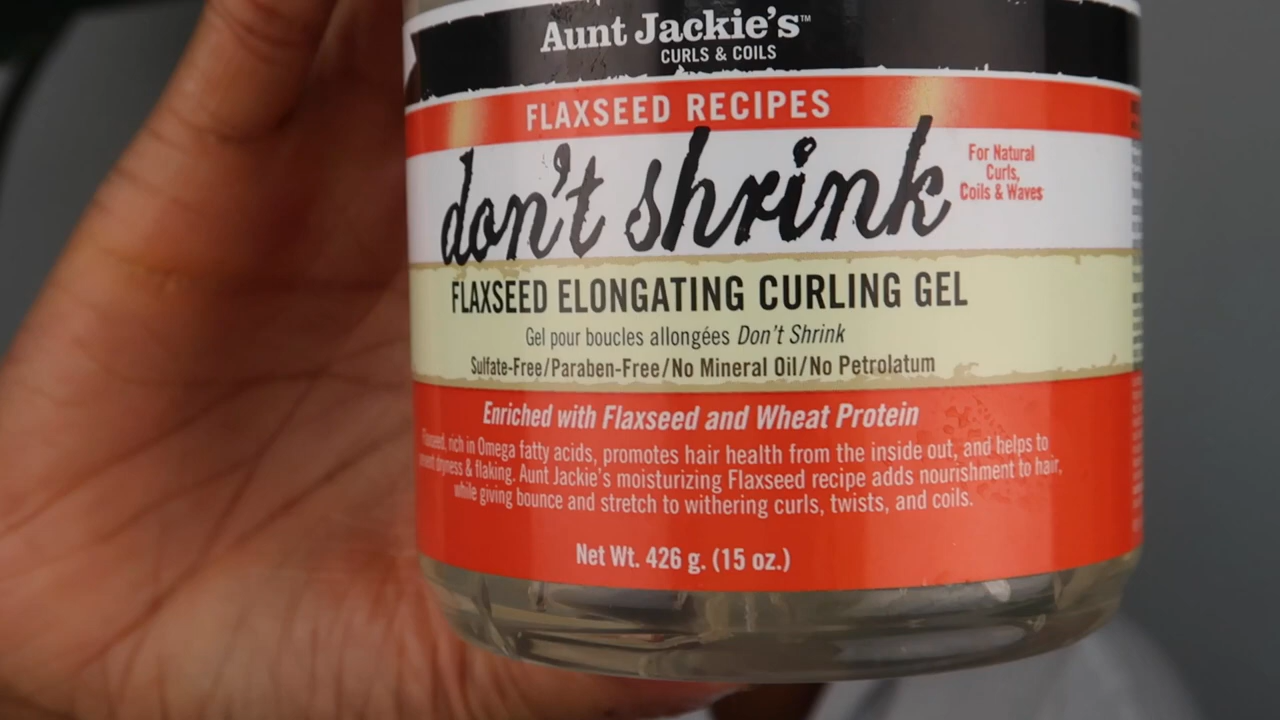 Aunt Jackie's™
CURLS & COILS
FLAXSEED RECIPES
don't shrink
For Natural
Curls,
Coils & Waves
FLAXSEED ELONGATING CURLING GEL
Gel pour boucles allongées Don't Shrink
Sulfate-Free/Paraben-Free/No Mineral Oil/No Petrolatum
Enriched with Flaxseed and Wheat Protein
Flaxseed, rich in Omega fatty acids, promotes hair health from the inside out, and helps to
dryness & flaking. Aunt Jackie's moisturizing Flaxseed recipe adds nourishment to hair,
while giving bounce and stretch to withering curls, twists, and coils.
Net Wt. 426 g. (15 oz.)